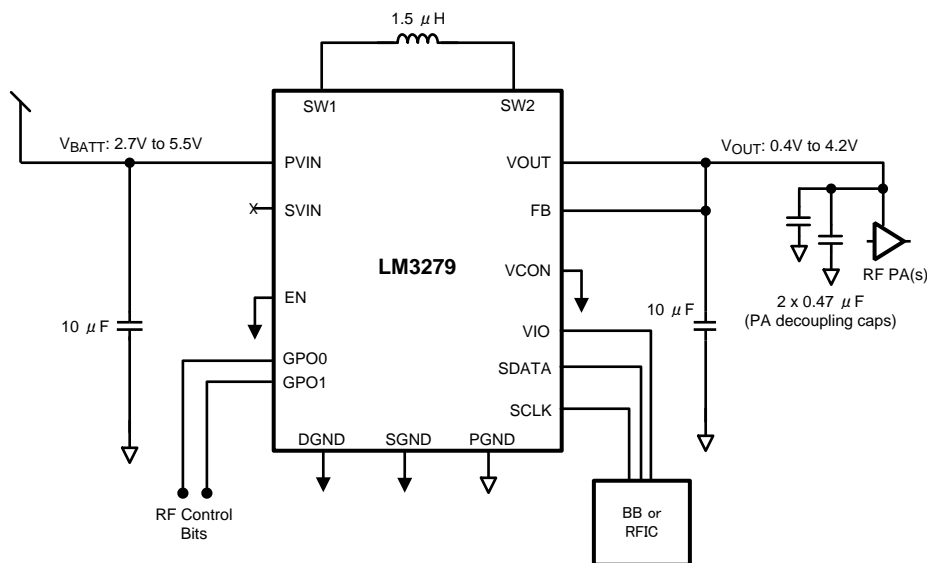 1.5 μH
SW1
SW2
VBATT: 2.7V to 5.5V
PVIN
VOUT
VOUT: 0.4V to 4.2V
SVIN
FB
LM3279
VCON
RF PA(s)
EN
2 x 0.47 μF
(PA decoupling caps)
10 μF
10 μF
VIO
GPO0
SDATA
GPO1
SCLK
DGND
SGND
PGND
RF Control
Bits
BB or
RFIC